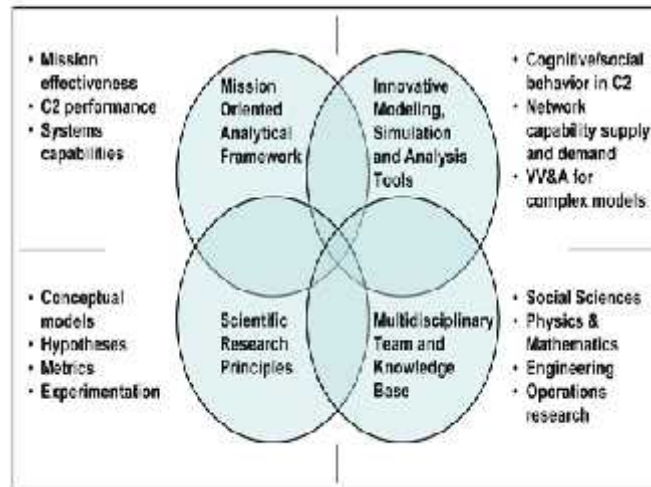 • Mission
effectiveness
• C2 performance
• Systems
capabilities
Mission
Oriented
Analytical
Framework
Innovative
Modeling,
Simulation
and Analysis
Tools
• Cognitive/social
behavior in C2
• Network
capability supply
and demand
• VV&A for
complex models
• Conceptual
models
• Hypotheses
• Metrics
• Experimentation
Scientific
Research
Principles
Multidisciplinary
Team and
Knowledge
Base
• Social Sciences
• Physics &
Mathematics
• Engineering
• Operations
research